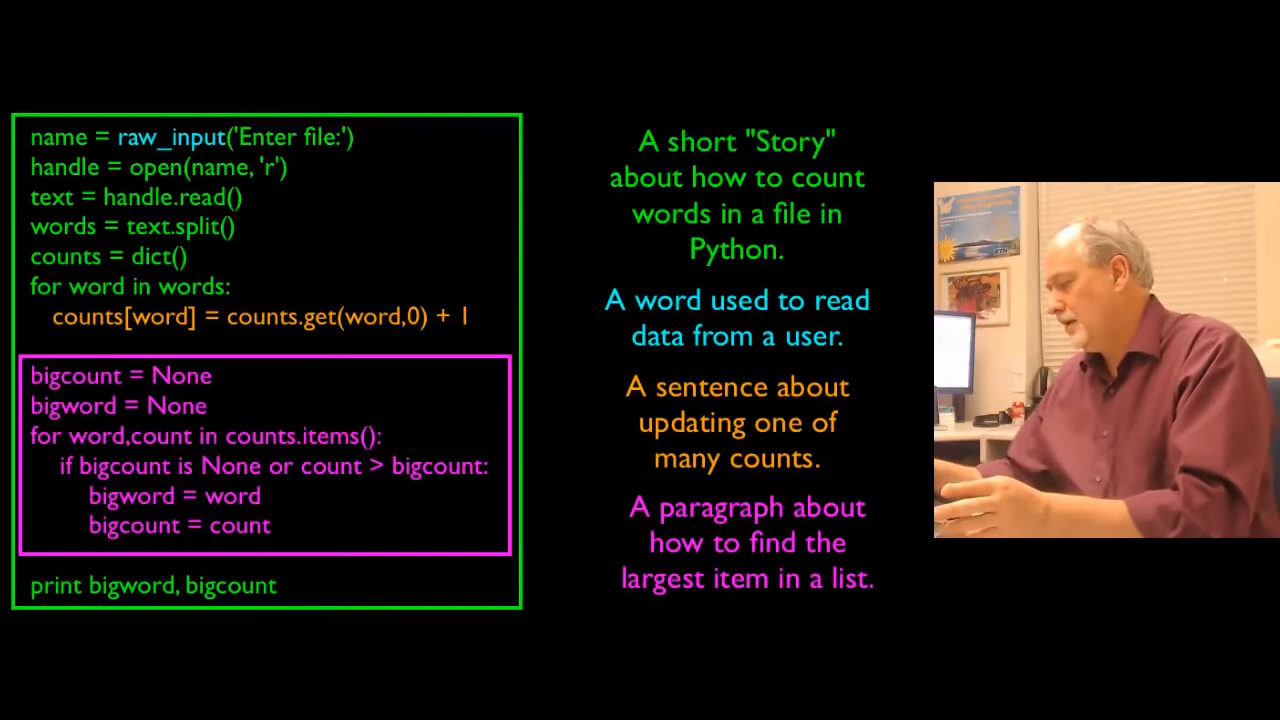 name = raw_input('Enter file:')
handle = open(name, 'r')
text = handle.read()
words = text.split()
counts = dict()
for word in words:
counts[word] = counts.get(word,0) + 1
bigcount = None
bigword = None
for word,count in counts.items():
if bigcount is None or count > bigcount:
bigword = word
bigcount = count
print bigword, bigcount
A short "Story"
about how to count
words in a file in
Python.
A word used to read
data from a user.
A sentence about
updating one of
many counts.
A paragraph about
how to find the
largest item in a list.